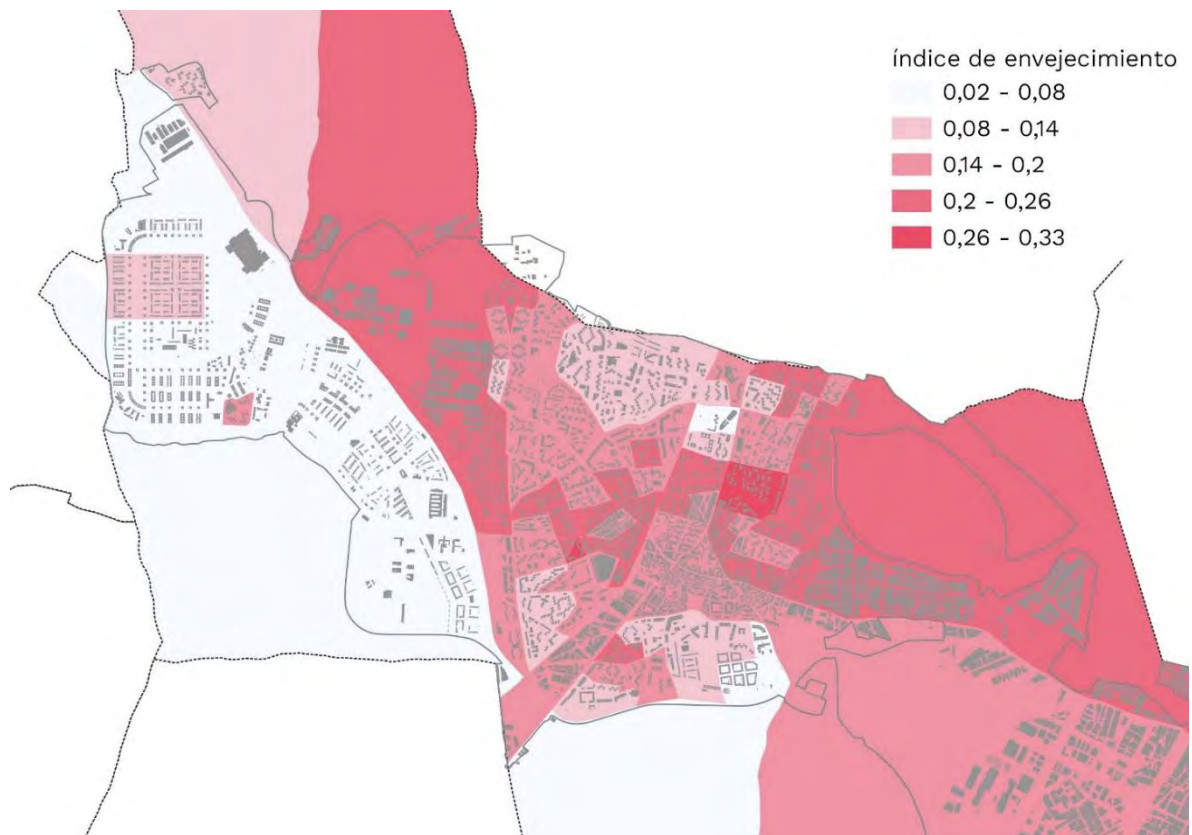 índice de envejecimiento
0,02 - 0,08
0,08 - 0,14
0,14 - 0,2
0,2 - 0,26
0,26 - 0,33